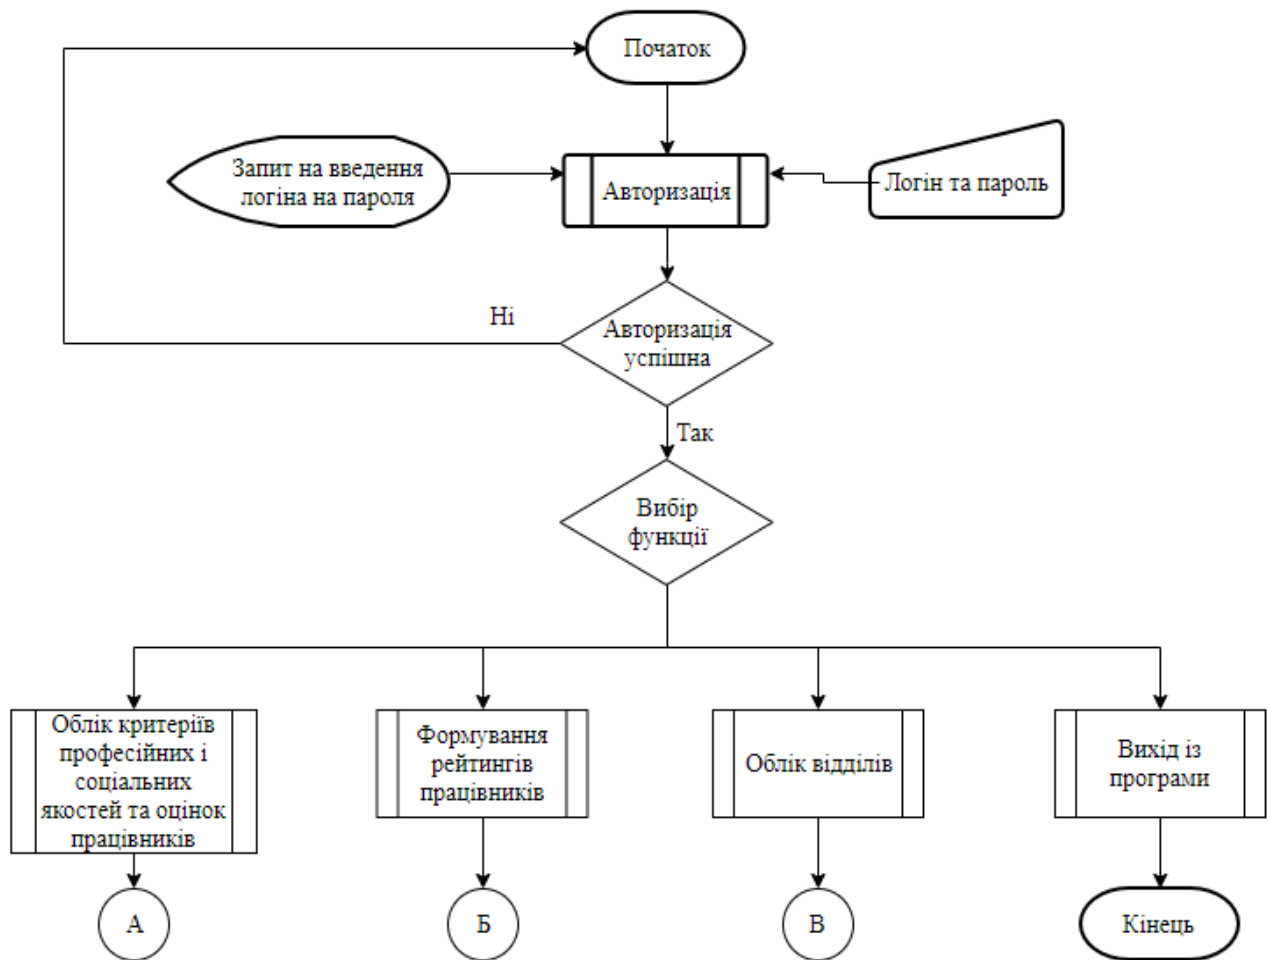 Початок
Запит на введення
логіна на пароля
Авторизація
Логін та пароль
Ні
Авторизація
успішна
Так
Вибір
функції
Облік критеріїв
професійних і
соціальних
якостей та оцінок
працівників
Формування
рейтингів
працівників
Облік відділів
Вихід із
програми
А
Б
В
Кінець